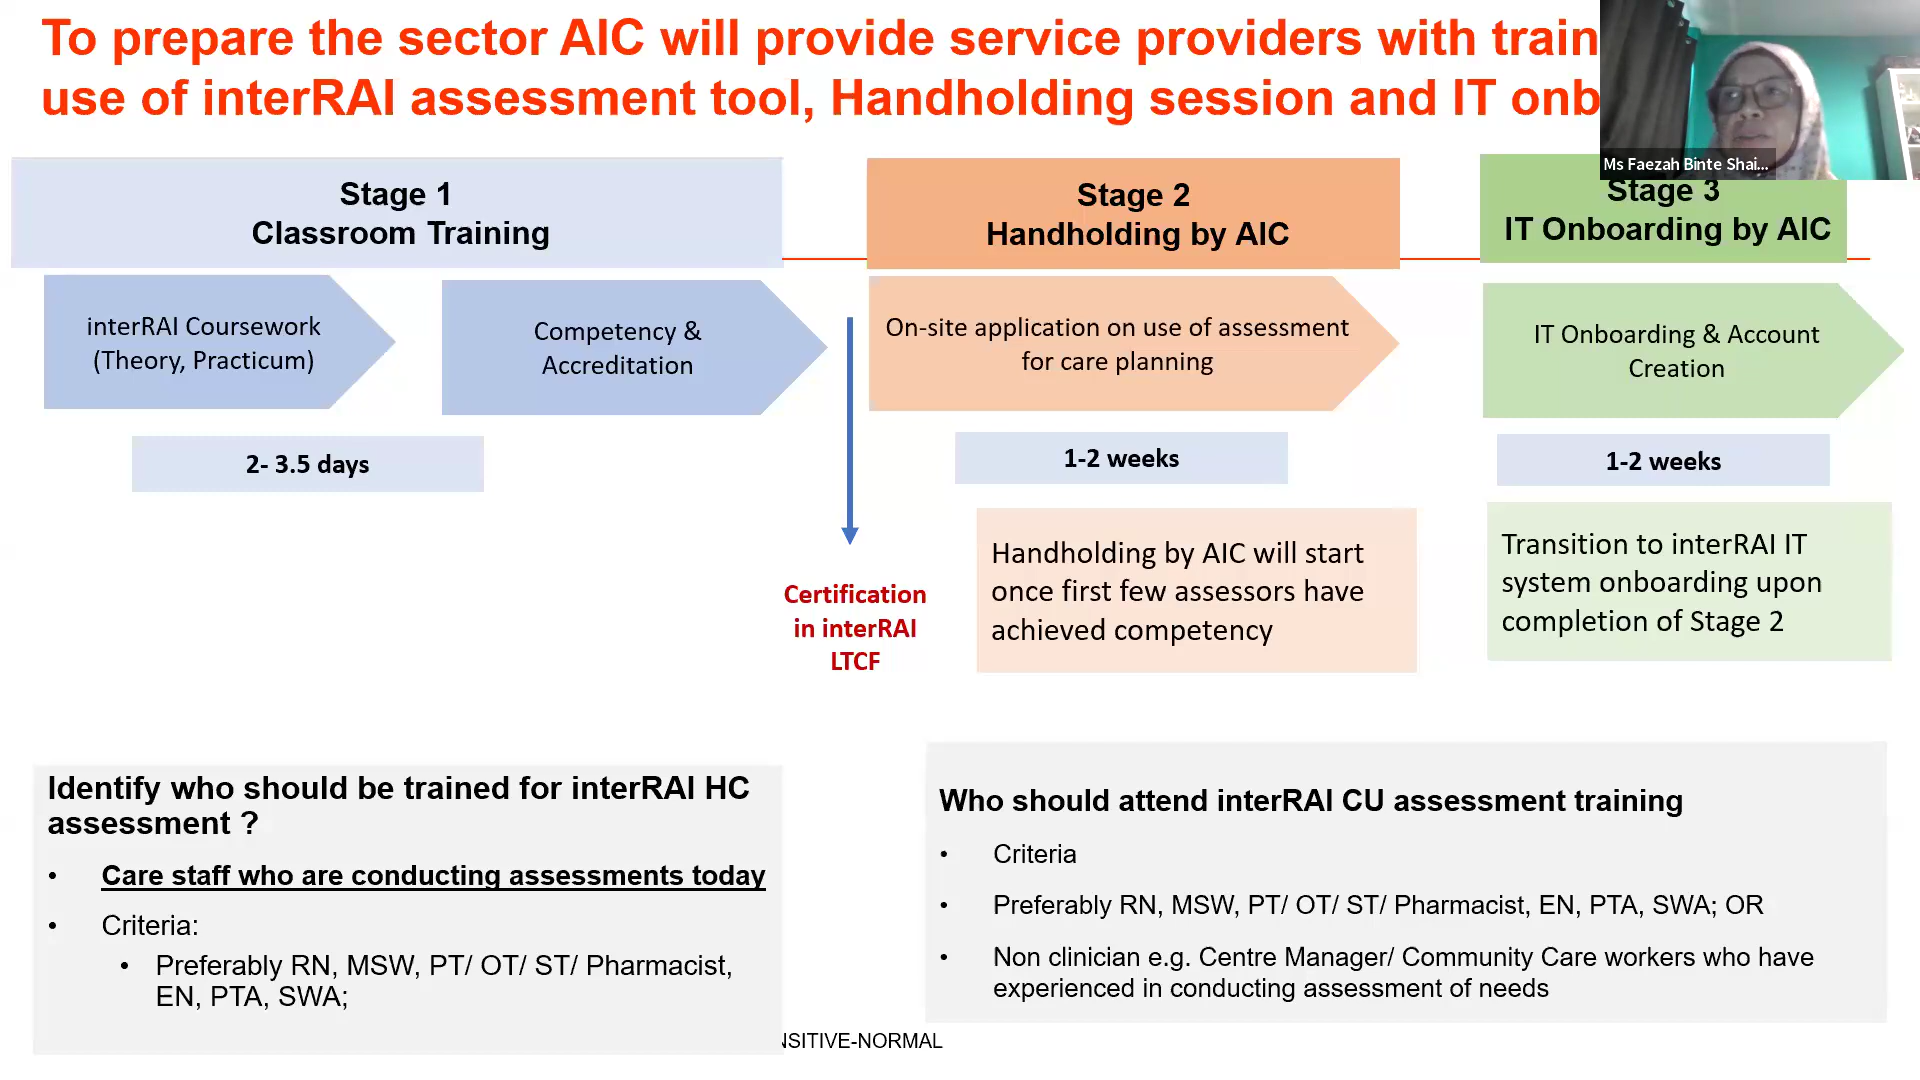 To prepare the sector AIC will provide service providers with train
use of interRAI assessment tool, Handholding session and IT onb
Ms Faezah Binte Shai...
Stage 1
Classroom Training
Stage 2
Handholding by AIC
Stage 3
IT Onboarding by AIC
interRAI Coursework
(Theory, Practicum)
Competency &
Accreditation
On-site application on use of assessment
for care planning
IT Onboarding & Account
Creation
2- 3.5 days
1-2 weeks
1-2 weeks
Certification
in interRAI
LTCF
Handholding by AIC will start
once first few assessors have
achieved competency
Transition to interRAI IT
system onboarding upon
completion of Stage 2
Identify who should be trained for interRAI HC
assessment ?
• Care staff who are conducting assessments today
• Criteria:
• Preferably RN, MSW, PT/ OT/ ST/ Pharmacist,
EN, PTA, SWA;
Who should attend interRAI CU assessment training
• Criteria
• Preferably RN, MSW, PT/ OT/ ST/ Pharmacist, EN, PTA, SWA; OR
• Non clinician e.g. Centre Manager/ Community Care workers who have
experienced in conducting assessment of needs
NSITIVE-NORMAL